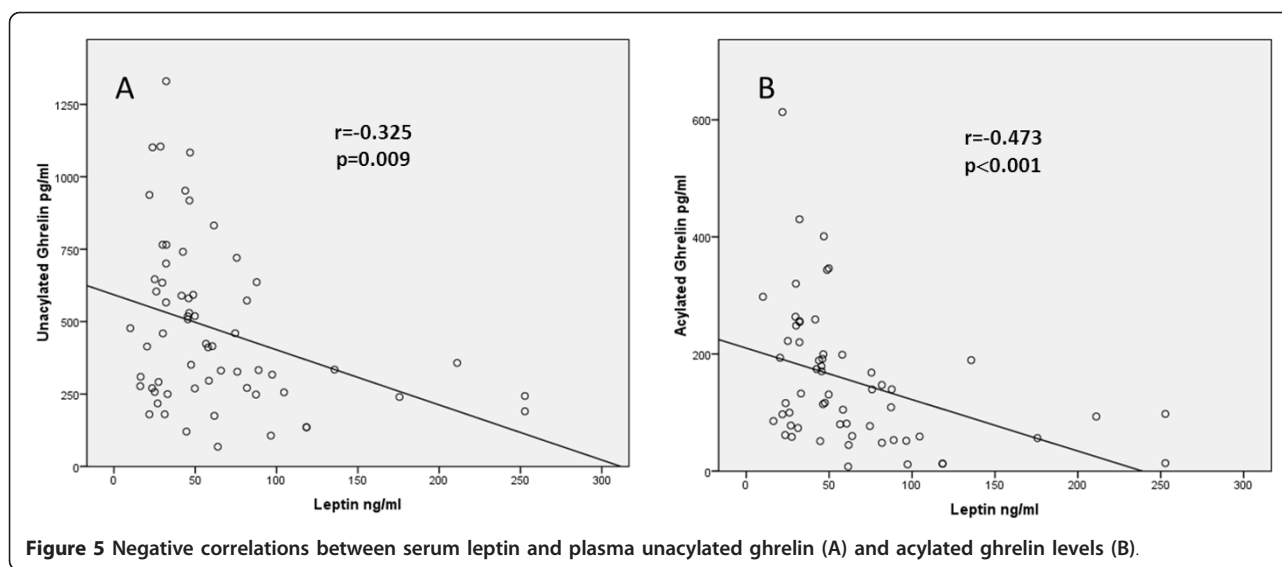 A
r=-0.325
p=0.009
Unacylated Ghrelin pg/ml
1250
1000
750
500
250
0
0 50 100 150 200 250 300
Leptin ng/ml
B
r=-0.473
p<0.001
Acylated Ghrelin pg/ml
600
400
200
0
0 50 100 150 200 250 300
Leptin ng/ml
Figure 5 Negative correlations between serum leptin and plasma unacylated ghrelin (A) and acylated ghrelin levels (B).